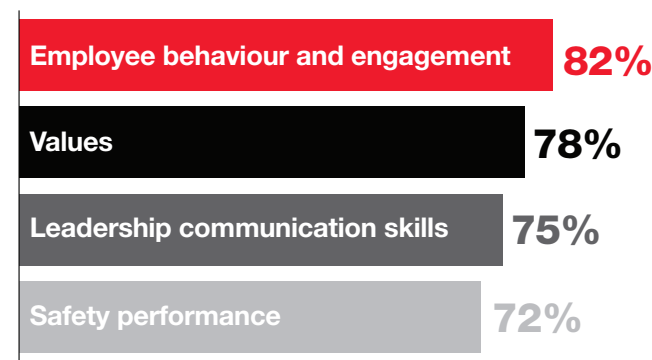 Employee behaviour and engagement 82%
Values 78%
Leadership communication skills 75%
Safety performance 72%